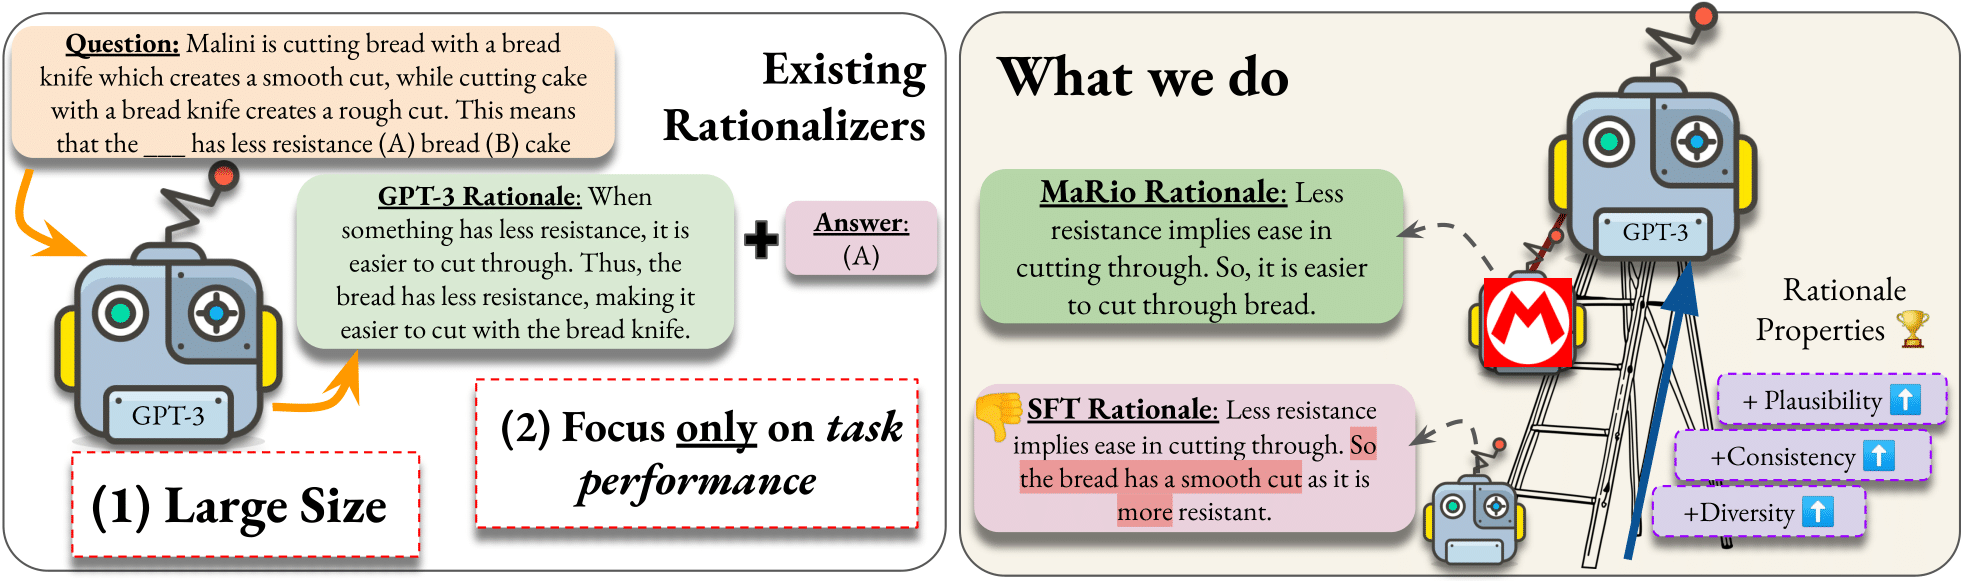 Question: Malini is cutting bread with a bread
knife which creates a smooth cut, while cutting cake
with a bread knife creates a rough cut. This means
that the ___ has less resistance (A) bread (B) cake
Existing
Rationalizers
GPT-3 Rationale: When
something has less resistance, it is
easier to cut through. Thus, the
bread has less resistance, making it
easier to cut with the bread knife.
Answer:
(A)
GPT-3
(1) Large Size
(2) Focus only on task
performance
What we do
MaRio Rationale: Less
resistance implies ease in
cutting through. So, it is easier
to cut through bread.
GPT-3
M
SFT Rationale: Less resistance
implies ease in cutting through. So
the bread has a smooth cut as it is
more resistant.
Rationale
Properties
+ Plausibility
+Consistency
+Diversity